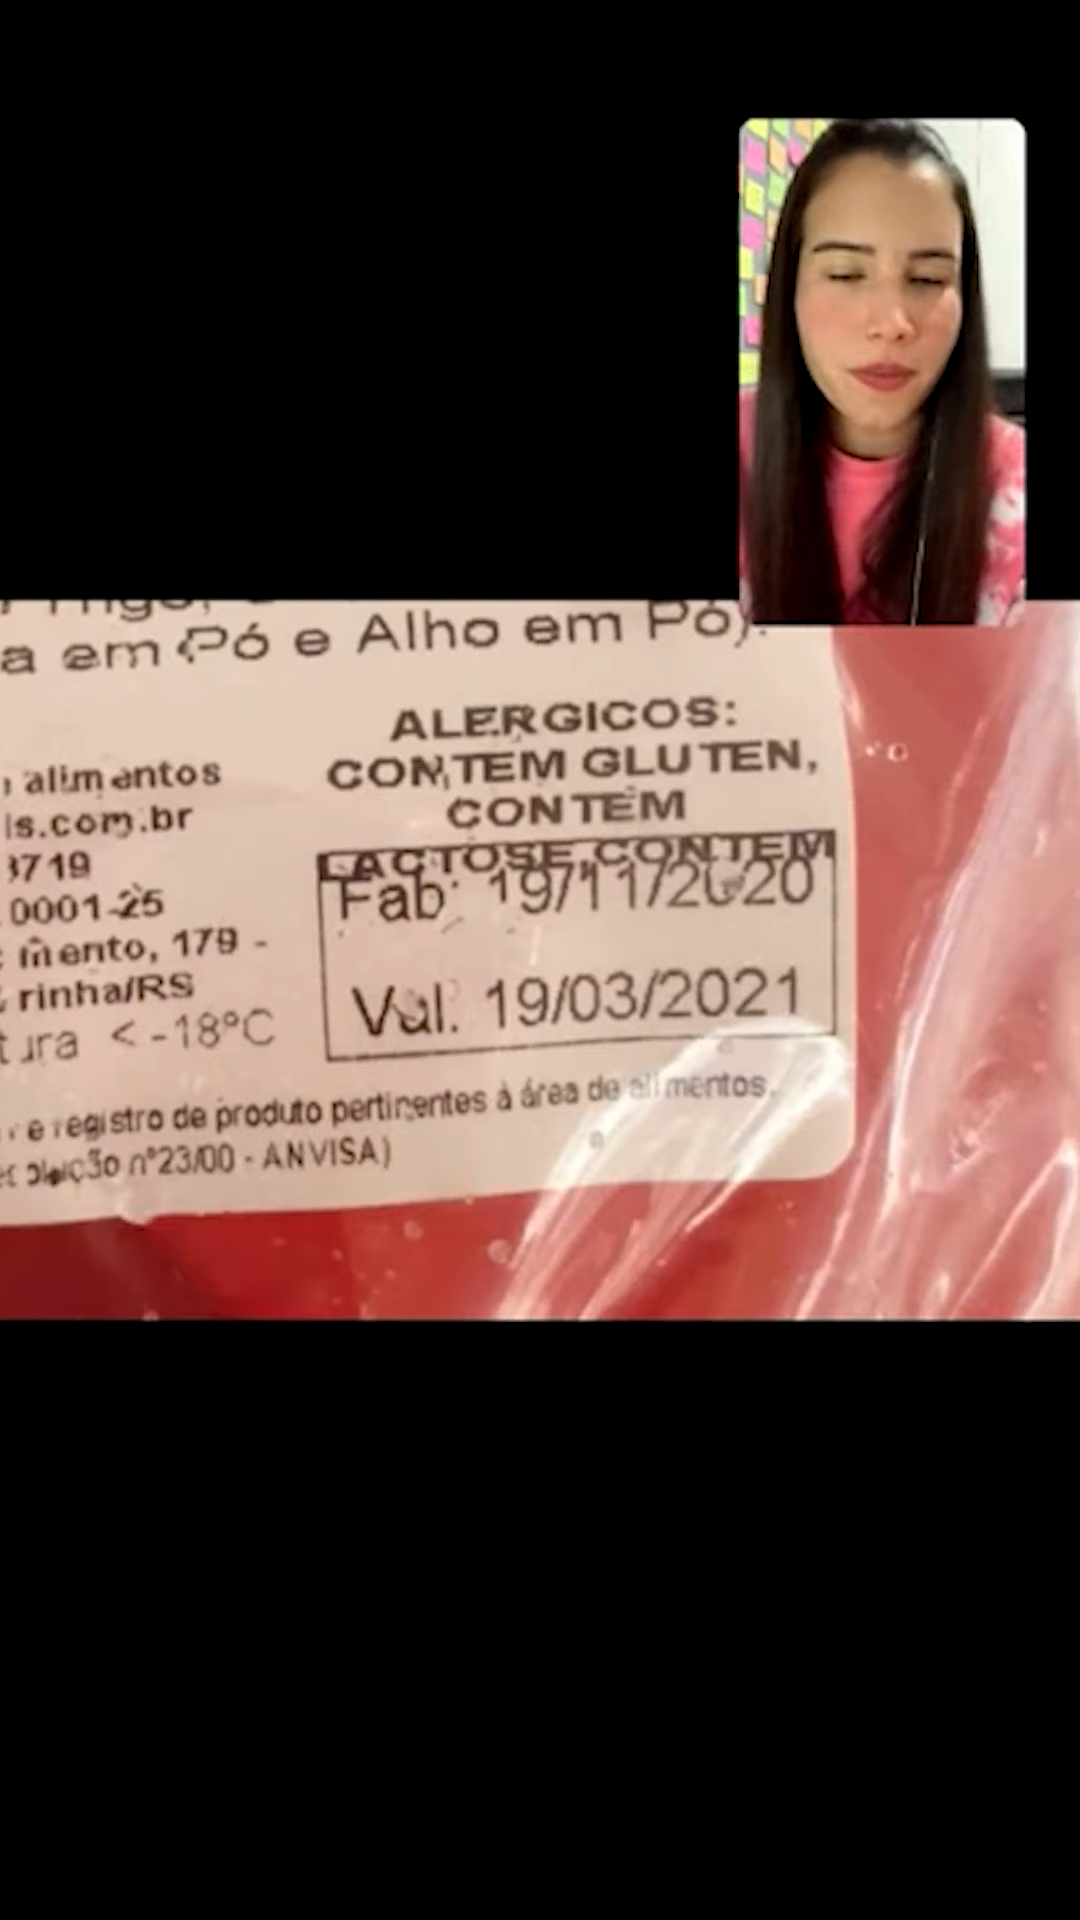 a em Pó e Alho em Pó).
ALERGICOS:
CONTEM GLUTEN,
CONTEM
LACTOSE,CONTEM
Fab: 19/11/2020
Val. 19/03/2021
alimentos
is.com.br
3719
0001-25
mento, 179 -
rinha/RS
tura < -18°C
e registro de produto pertinentes à área de alimentos.
nº23/00 - ANVISA)